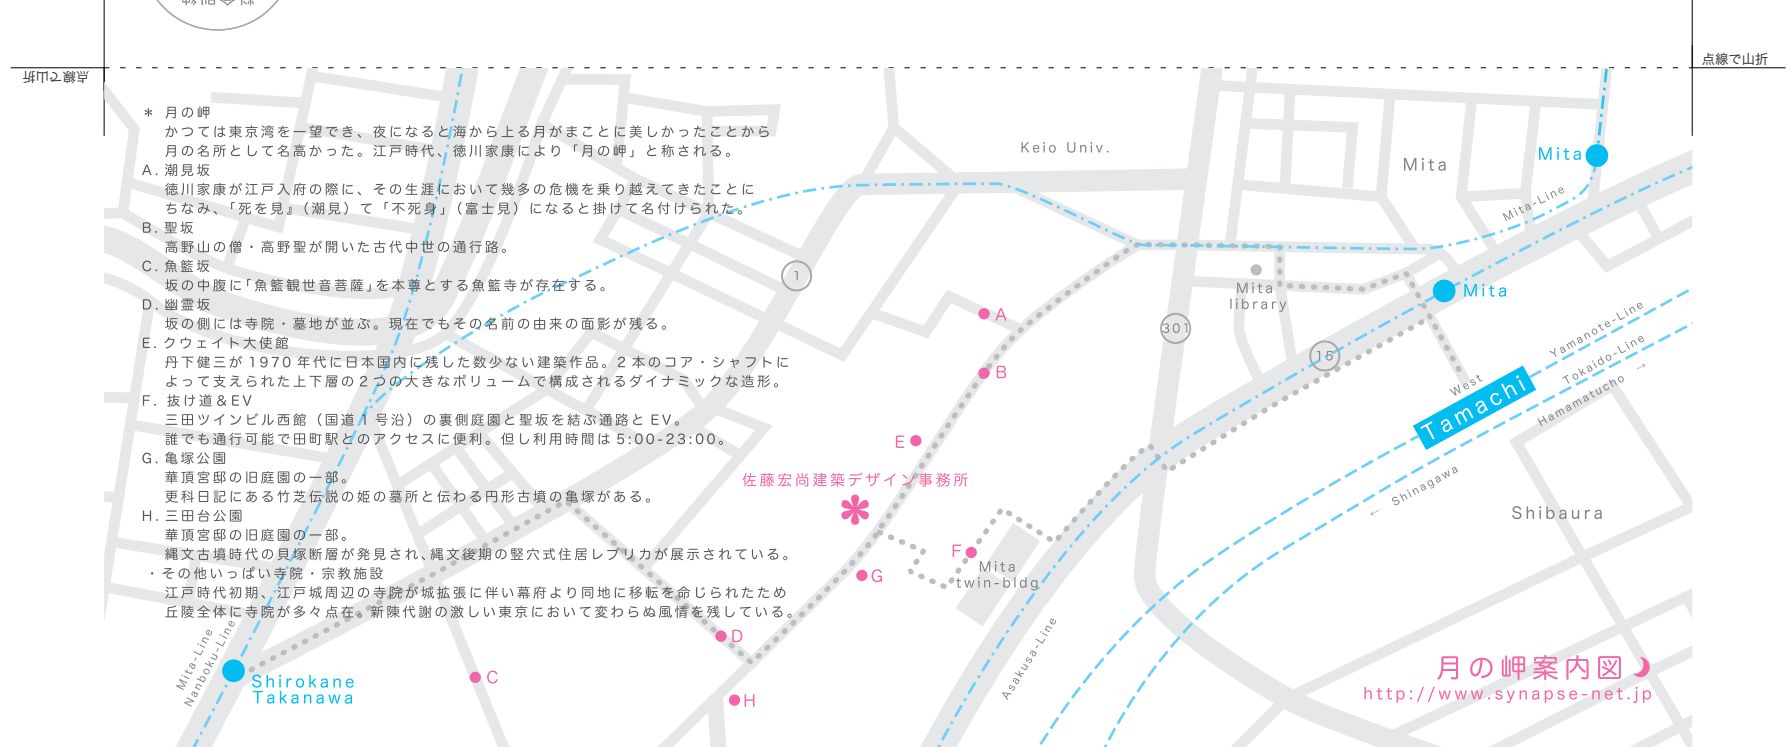 点線で山折
点線で山折
* 月の岬
かつては東京湾を一望でき、夜になると海から上る月がまことに美しかったことから
月の名所として名高かった。江戸時代、徳川家康により「月の岬」と称される。
A. 潮見坂
徳川家康が江戸入府の際に、その生涯において幾多の危機を乗り越えてきたことに
ちなみ、「死を見』（潮見）て「不死身」（富士見）になると掛けて名付けられた。
B. 聖坂
高野山の僧・高野聖が開いた古代中世の通行路。
C. 魚籃坂
坂の中腹に「魚籃観世音菩薩」を本尊とする魚籃寺が存在する。
D. 幽霊坂
坂の側には寺院・墓地が並ぶ。現在でもその名前の由来の面影が残る。
E. クウェイト大使館
丹下健三が1970年代に日本国内に残した数少ない建築作品。2本のコア・シャフトに
よって支えられた上下層の2つの大きなボリュームで構成されるダイナミックな造形。
F. 抜け道＆EV
三田ツインビル西館（国道1号沿）の裏側庭園と聖坂を結ぶ通路とEV。
誰でも通行可能で田町駅とのアクセスに便利。但し利用時間は5:00-23:00。
G. 亀塚公園
華頂宮邸の旧庭園の一部。
更科日記にある竹芝伝説の姫の墓所と伝わる円形古墳の亀塚がある。
H. 三田台公園
華頂宮邸の旧庭園の一部。
縄文古墳時代の貝塚断層が発見され、縄文後期の竪穴式住居レプリカが展示されている。
・その他いっぱい寺院・宗教施設
江戸時代初期、江戸城周辺の寺院が城拡張に伴い幕府より同地に移転を命じられたため
丘陵全体に寺院が多々点在。新陳代謝の激しい東京において変わらぬ風情を残している。
Keio Univ.
Mita
Mita
Mita-Line
1
Mita
library
Mita
A
301
15
Yamanote-Line
Tokaido-Line
Hamamatucho →
West
Tamachi
B
E
佐藤宏尚建築デザイン事務所
*
← Shinagawa
Shibaura
F
Mita
twin-bldg
G
D
C
H
Mita-Line
Nanboku-Line
Shirokane
Takanawa
Asakusa-Line
月の岬案内図
http://www.synapse-net.jp